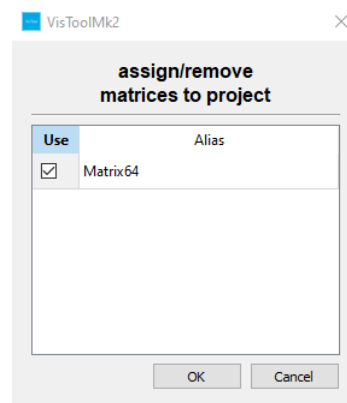 VisToolMk2
assign/remove
matrices to project
Use Alias
Matrix64
OK Cancel